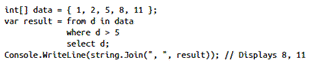 int[] data = { 1, 2, 5, 8, 11 };
var result = from d in data
where d > 5
select d;
Console.WriteLine(string.Join(", ", result)); // Displays 8, 11